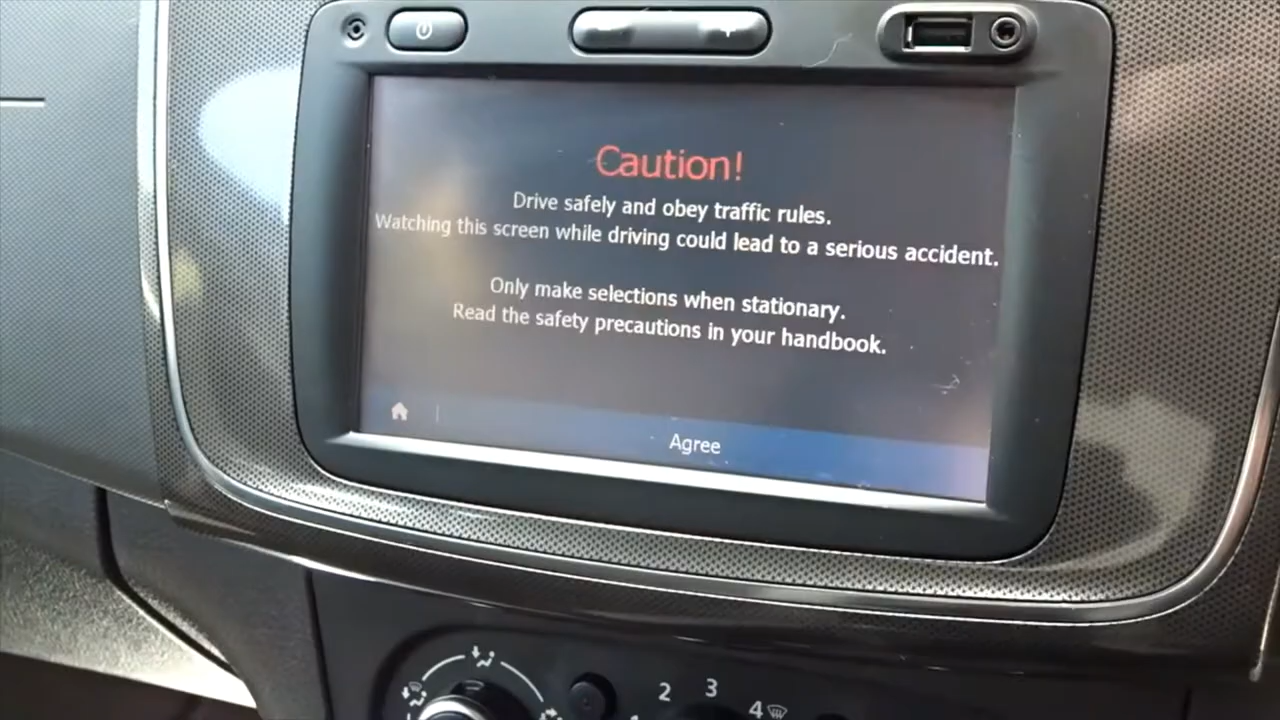 Caution!
Drive safely and obey traffic rules.
Watching this screen while driving could lead to a serious accident.
Only make selections when stationary.
Read the safety precautions in your handbook.
Agree
2 3 4